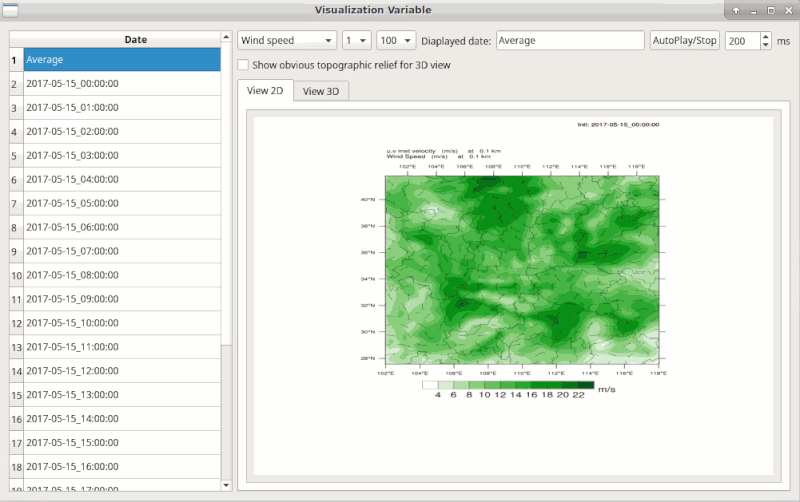 Visualization Variable
Date
1 Average
2 2017-05-15_00:00:00
3 2017-05-15_01:00:00
4 2017-05-15_02:00:00
5 2017-05-15_03:00:00
6 2017-05-15_04:00:00
7 2017-05-15_05:00:00
8 2017-05-15_06:00:00
9 2017-05-15_07:00:00
10 2017-05-15_08:00:00
11 2017-05-15_09:00:00
12 2017-05-15_10:00:00
13 2017-05-15_11:00:00
14 2017-05-15_12:00:00
15 2017-05-15_13:00:00
16 2017-05-15_14:00:00
17 2017-05-15_15:00:00
18 2017-05-15_16:00:00
19 2017-05-15_17:00:00
Wind speed 1 100 Diaplayed date: Average AutoPlay/Stop 200 ms
Show obvious topographic relief for 3D view
View 2D View 3D
Init: 2017-05-15_00:00:00
u,v met velocity (m/s) at 0.1 km
Wind Speed (m/s) at 0.1 km
102°E 104°E 106°E 108°E 110°E 112°E 114°E 116°E 118°E
40°N
38°N
36°N
34°N
32°N
30°N
28°N
102°E 104°E 106°E 108°E 110°E 112°E 114°E 116°E 118°E
4 6 8 10 12 14 16 18 20 22 m/s